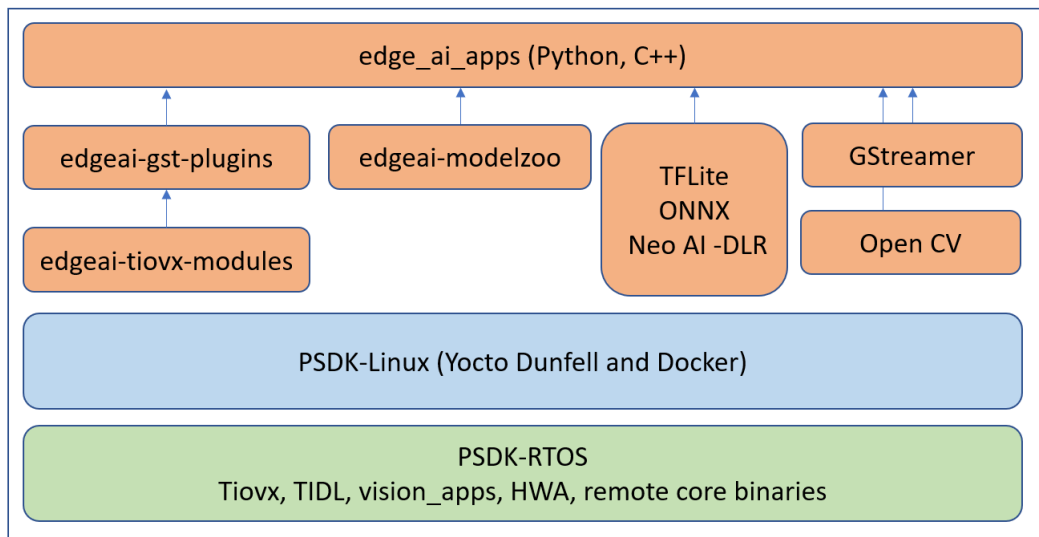 edge_ai_apps (Python, C++)
edgeai-gst-plugins
edgeai-modelzoo
TFLite
ONNX
Neo AI -DLR
GStreamer
edgeai-tiovx-modules
Open CV
PSDK-Linux (Yocto Dunfell and Docker)
PSDK-RTOS
Tiovx, TIDL, vision_apps, HWA, remote core binaries